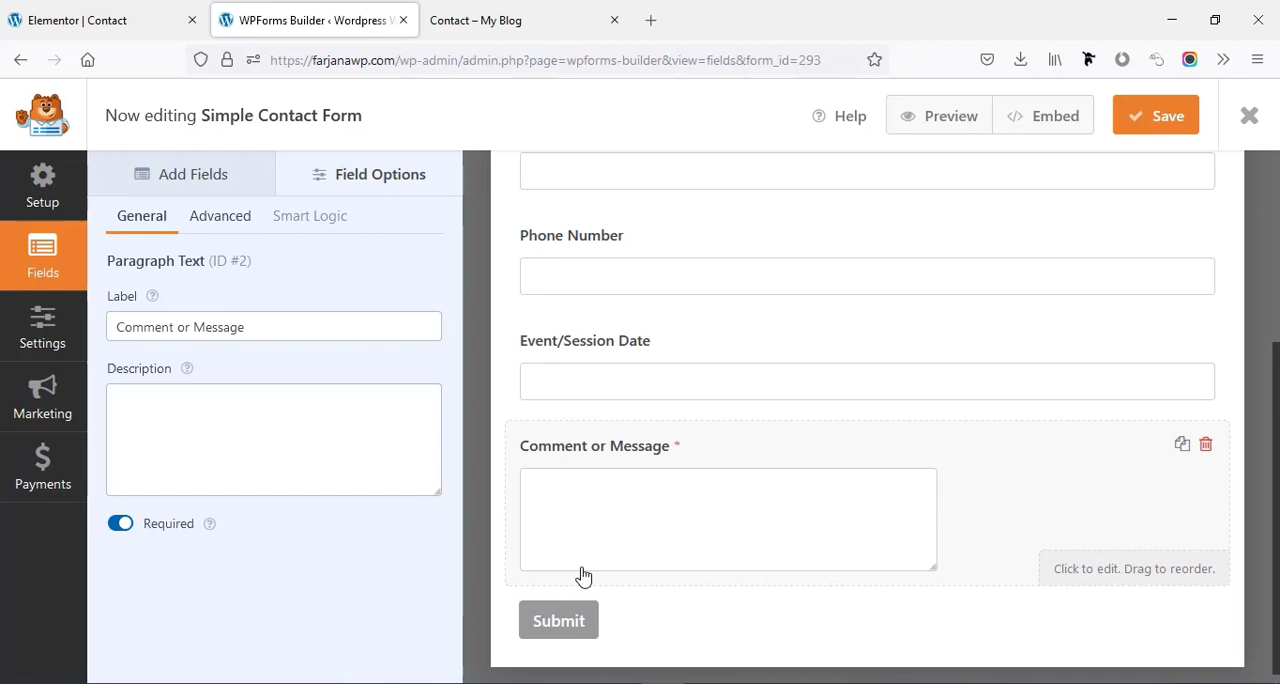 Elementor | Contact
WPForms Builder ‹ Wordpress W
Contact – My Blog
https://farjanawp.com/wp-admin/admin.php?page=wpforms-builder&view=fields&form_id=293
Now editing Simple Contact Form
Help
Preview
</> Embed
Save
Setup
Fields
Settings
Marketing
Payments
Add Fields
Field Options
General
Advanced
Smart Logic
Paragraph Text (ID #2)
Label
Comment or Message
Description
Required
Phone Number
Event/Session Date
Comment or Message *
Click to edit. Drag to reorder.
Submit